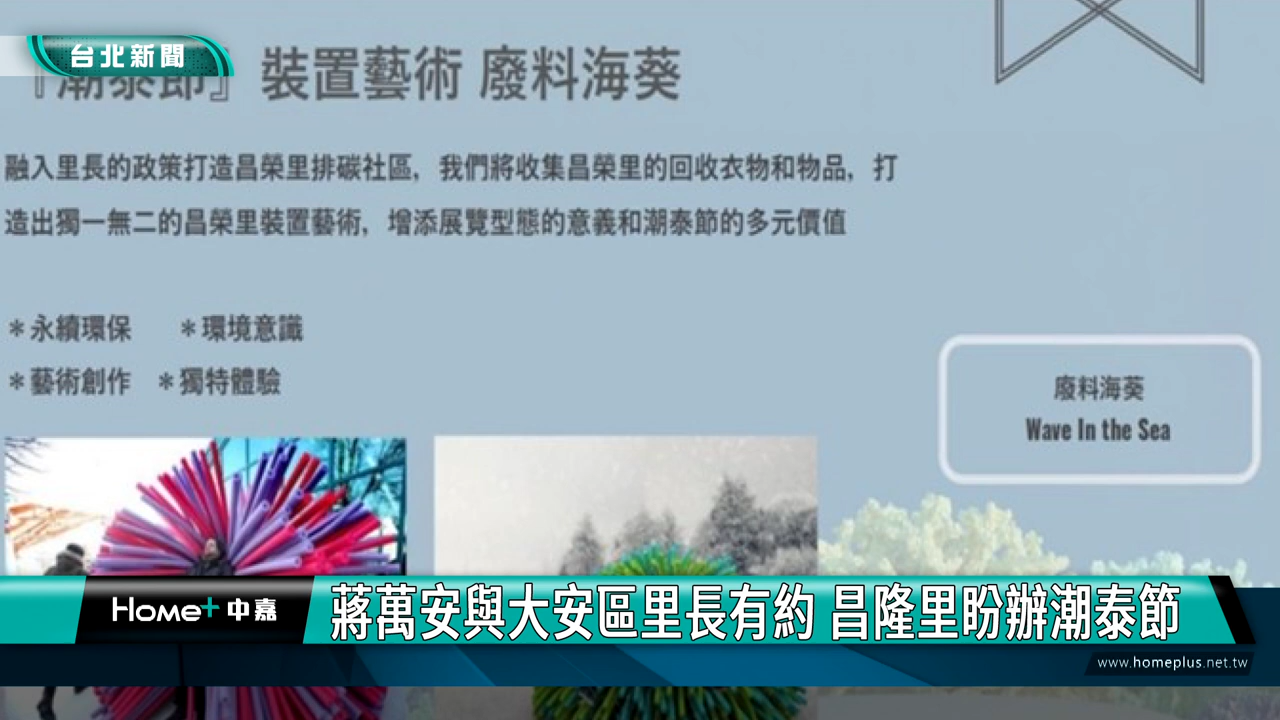 台北新聞
『潮泰節』裝置藝術 廢料海葵
融入里長的政策打造昌榮里排碳社區，我們將收集昌榮里的回收衣物和物品，打
造出獨一無二的昌榮里裝置藝術，增添展覽型態的意義和潮泰節的多元價值
＊永續環保 ＊環境意識
＊藝術創作 ＊獨特體驗
廢料海葵
Wave In the Sea
Home+中嘉
蔣萬安與大安區里長有約 昌隆里盼辦潮泰節
www.homeplus.net.tw